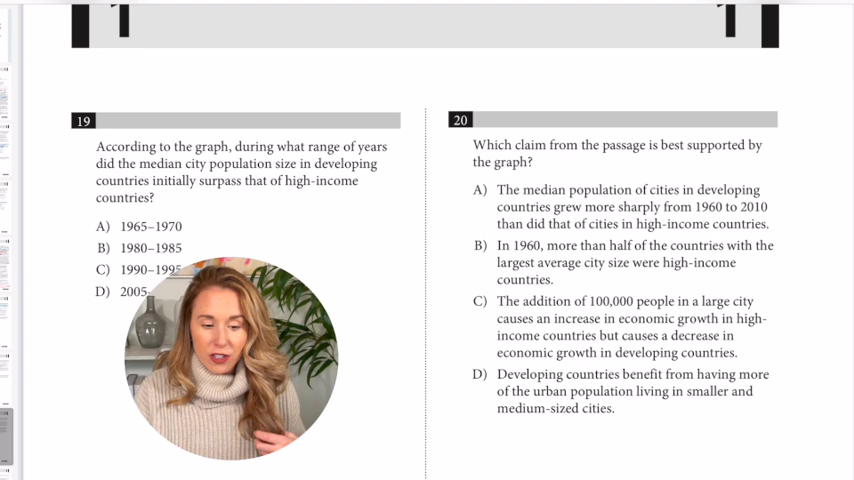 1
1
19
According to the graph, during what range of years
did the median city population size in developing
countries initially surpass that of high-income
countries?
A) 1965–1970
B) 1980–1985
C) 1990–1995
D) 2005-
20
Which claim from the passage is best supported by
the graph?
A) The median population of cities in developing
countries grew more sharply from 1960 to 2010
than did that of cities in high-income countries.
B) In 1960, more than half of the countries with the
largest average city size were high-income
countries.
C) The addition of 100,000 people in a large city
causes an increase in economic growth in high-
income countries but causes a decrease in
economic growth in developing countries.
D) Developing countries benefit from having more
of the urban population living in smaller and
medium-sized cities.